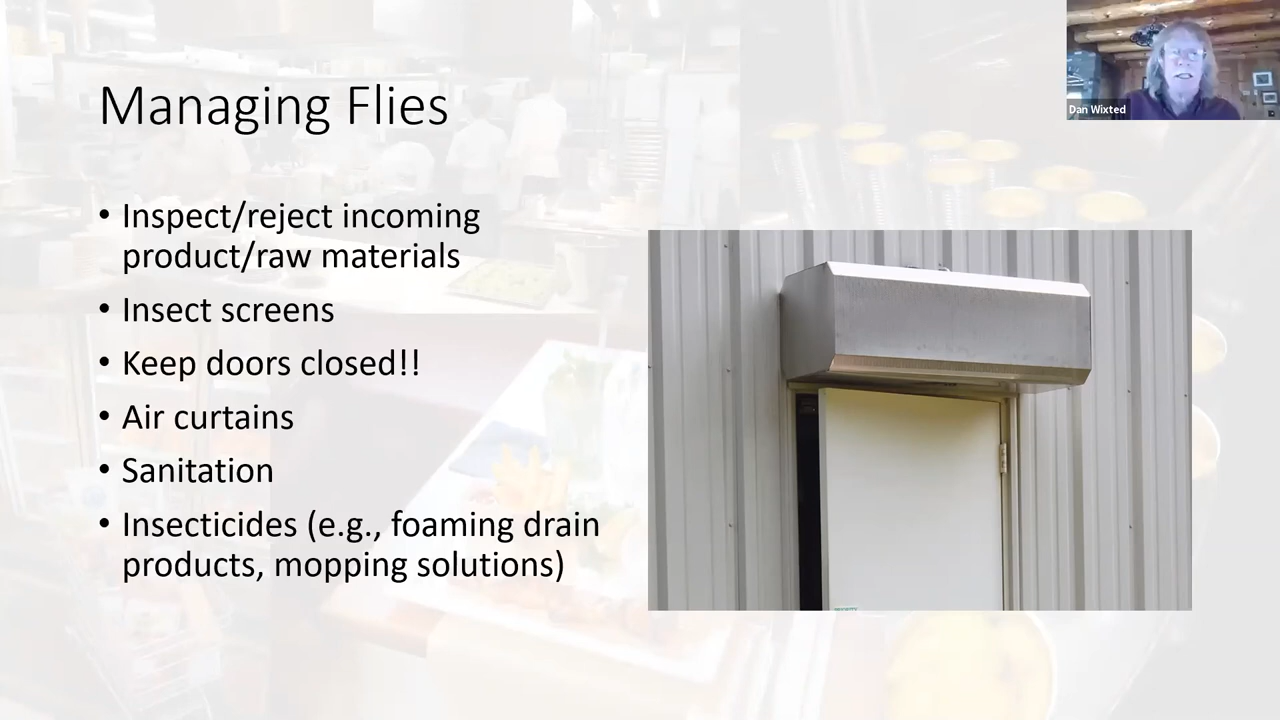 Dan Wixted
Managing Flies
• Inspect/reject incoming
product/raw materials
• Insect screens
• Keep doors closed!!
• Air curtains
• Sanitation
• Insecticides (e.g., foaming drain
products, mopping solutions)